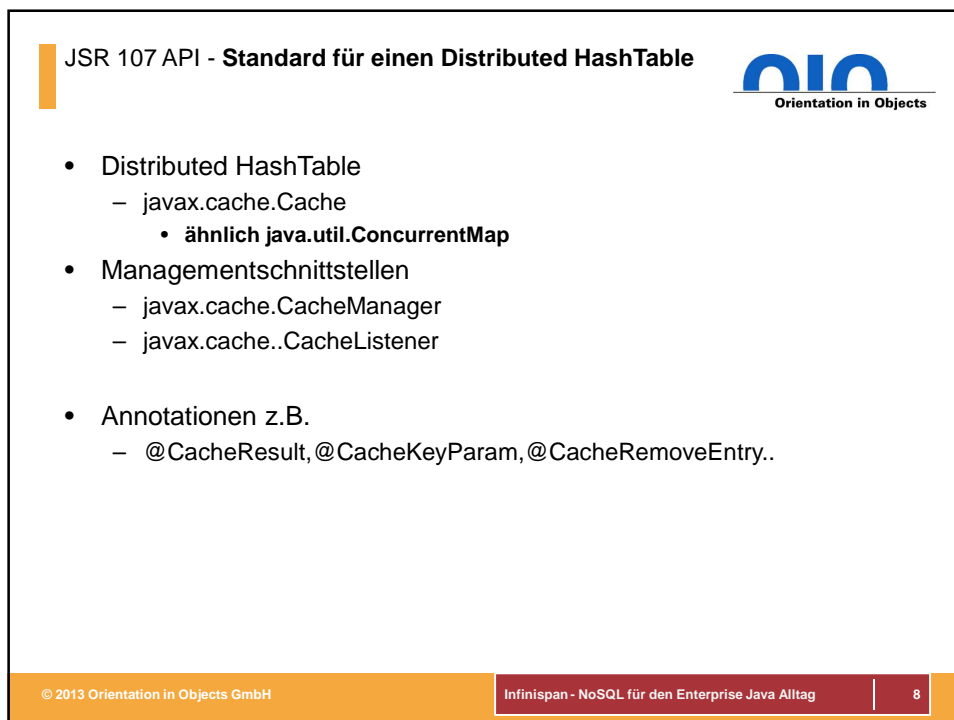 JSR 107 API - Standard für einen Distributed HashTable
OIO
Orientation in Objects
• Distributed HashTable
– javax.cache.Cache
• ähnlich java.util.ConcurrentMap
• Managementschnittstellen
– javax.cache.CacheManager
– javax.cache..CacheListener
• Annotationen z.B.
– @CacheResult,@CacheKeyParam,@CacheRemoveEntry..
© 2013 Orientation in Objects GmbH
Infinispan - NoSQL für den Enterprise Java Alltag
8